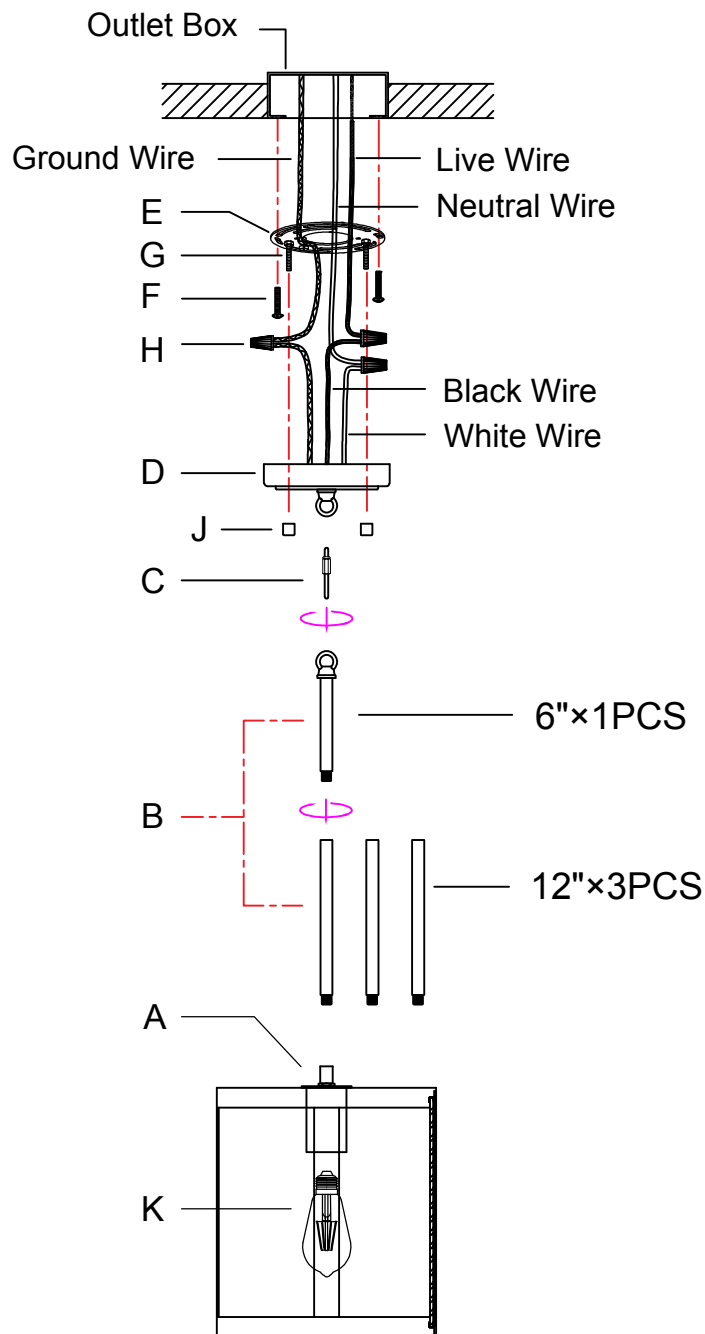 Outlet Box
Ground Wire
Live Wire
Neutral Wire
E
G
F
H
Black Wire
White Wire
D
J
C
6"×1PCS
B
12"×3PCS
A
K